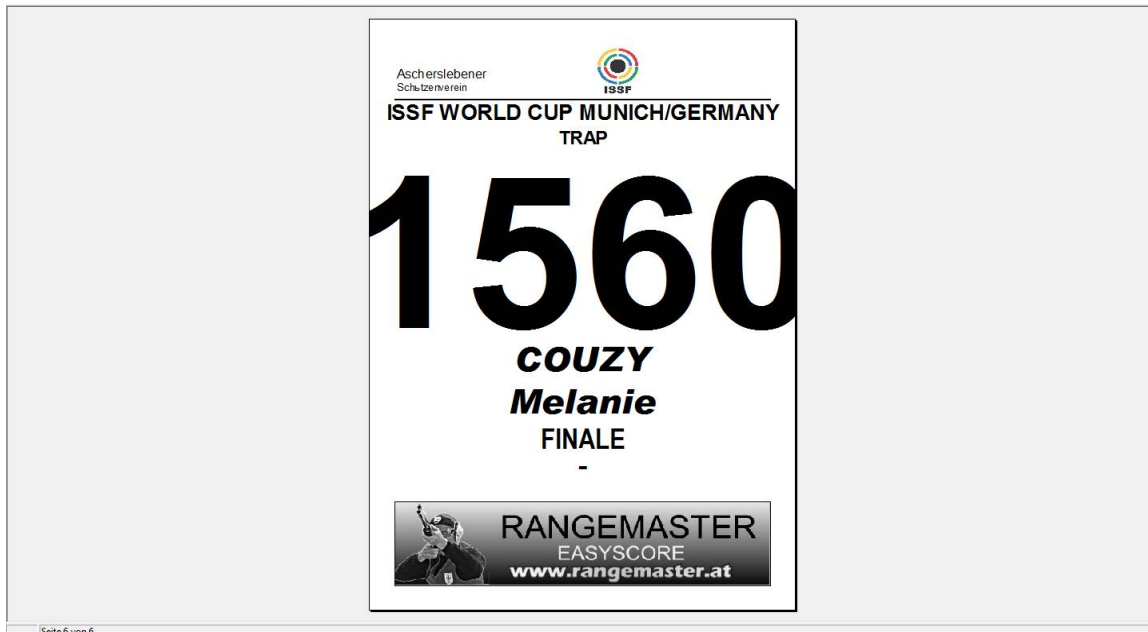 Ascherslebener
Schützenverein
ISSF
ISSF WORLD CUP MUNICH/GERMANY
TRAP
1560
COUZY
Melanie
FINALE
-
RANGEMASTER
EASYSCORE
www.rangemaster.at
Seite 6 von 6